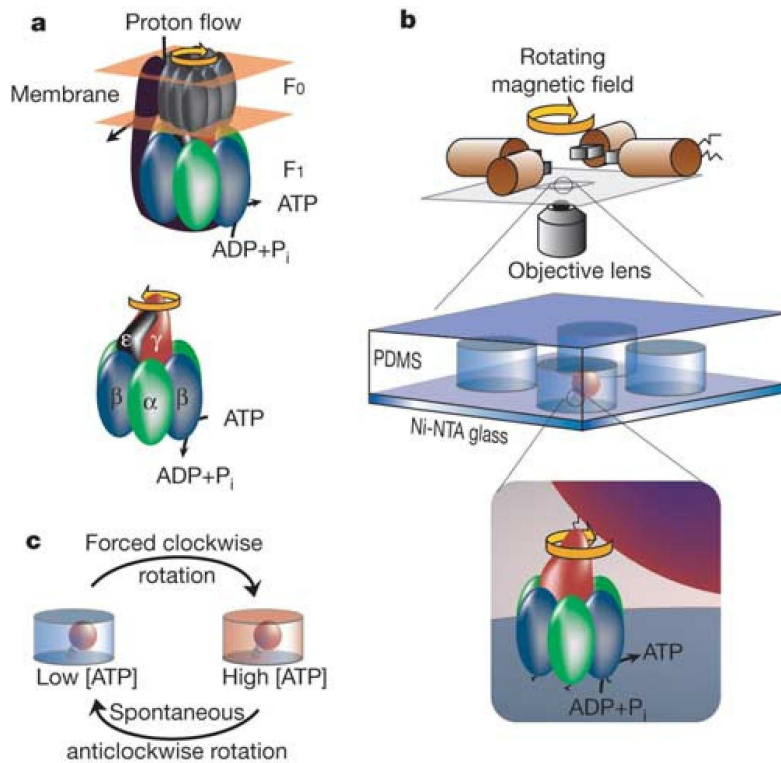 a
Proton flow
F0
Membrane
F1
ATP
ADP+Pi
ε
γ
β
α
β
ATP
ADP+Pi
b
Rotating
magnetic field
Objective lens
PDMS
Ni-NTA glass
ATP
ADP+Pi
c
Forced clockwise
rotation
Low [ATP]
High [ATP]
Spontaneous
anticlockwise rotation